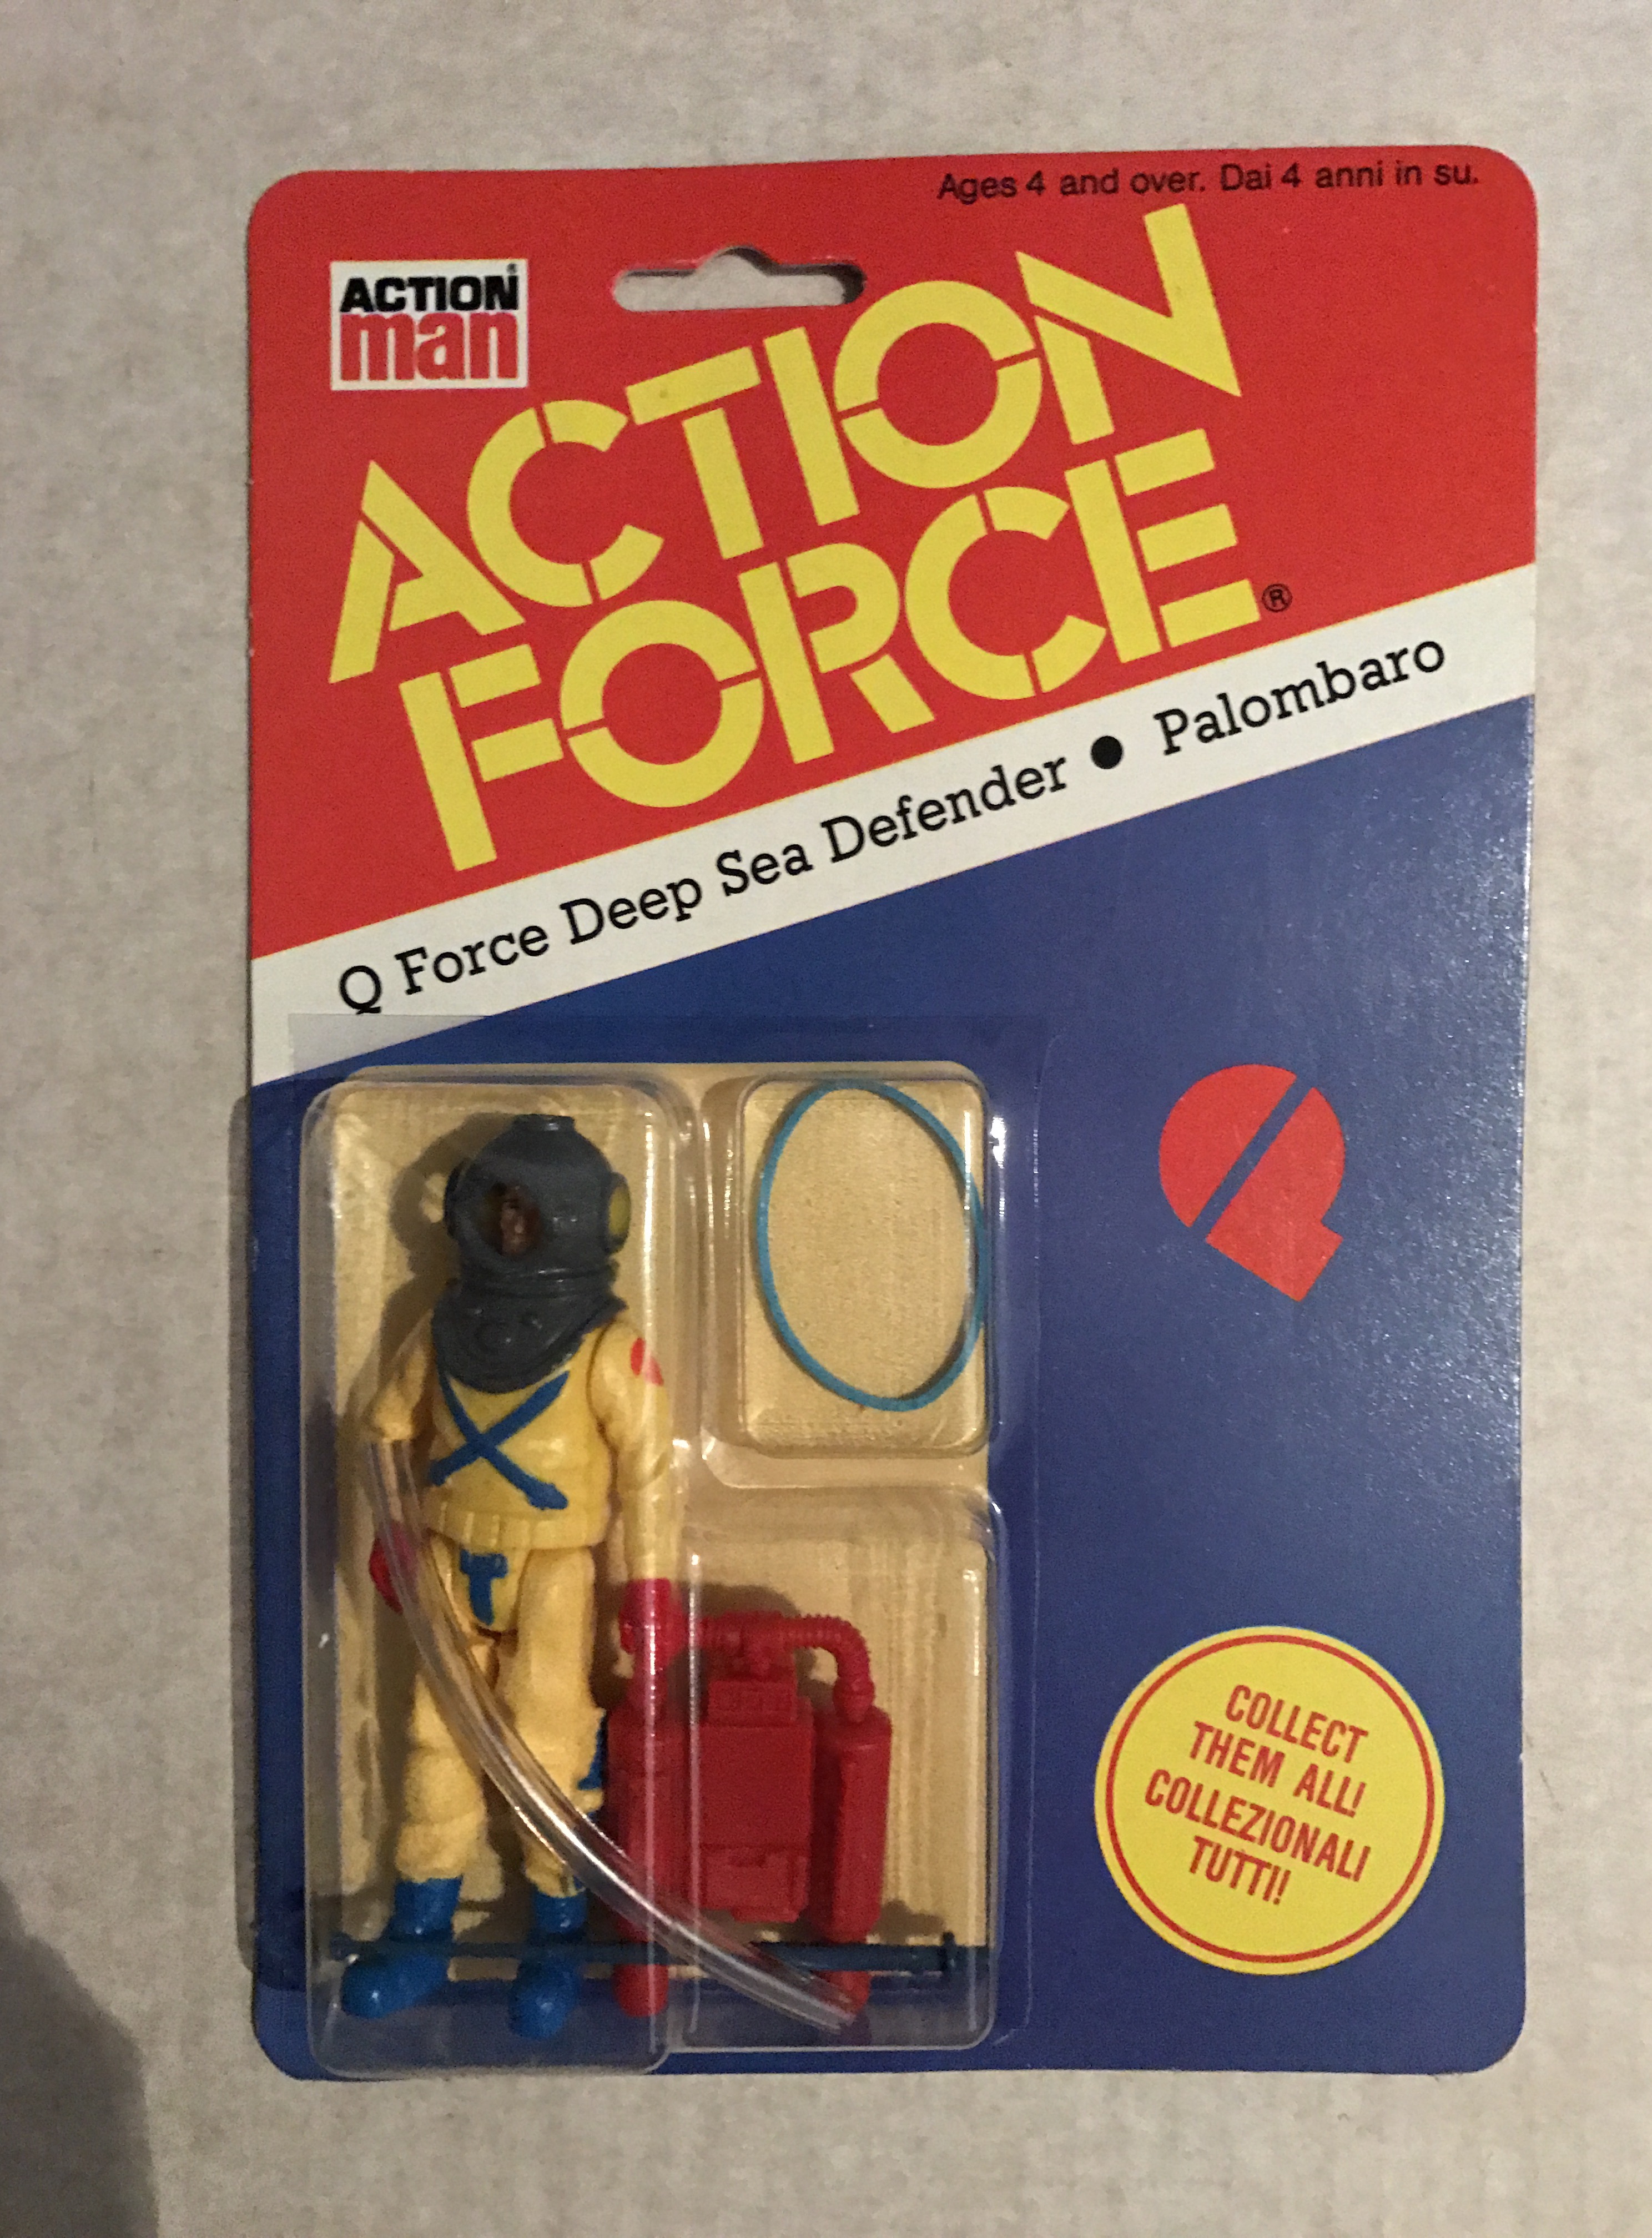 Ages 4 and over. Dai 4 anni in su.
ACTION®
man
ACTION
FORCE®
Q Force Deep Sea Defender • Palombaro
COLLECT
THEM ALL!
COLLEZIONALI
TUTTI!